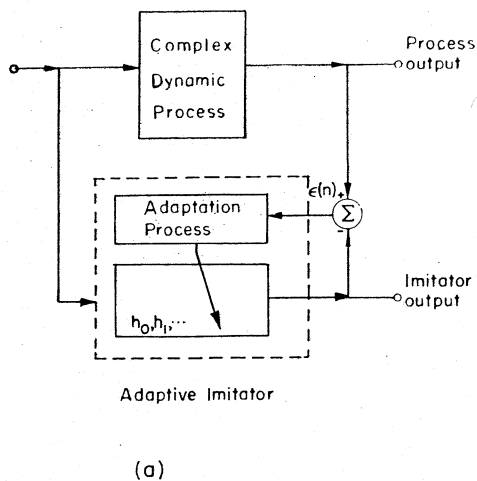 Complex
Dynamic
Process
Process
output
ϵ(n) +
Σ
-
Adaptation
Process
h₀,h₁,···
Imitator
output
Adaptive Imitator
(a)